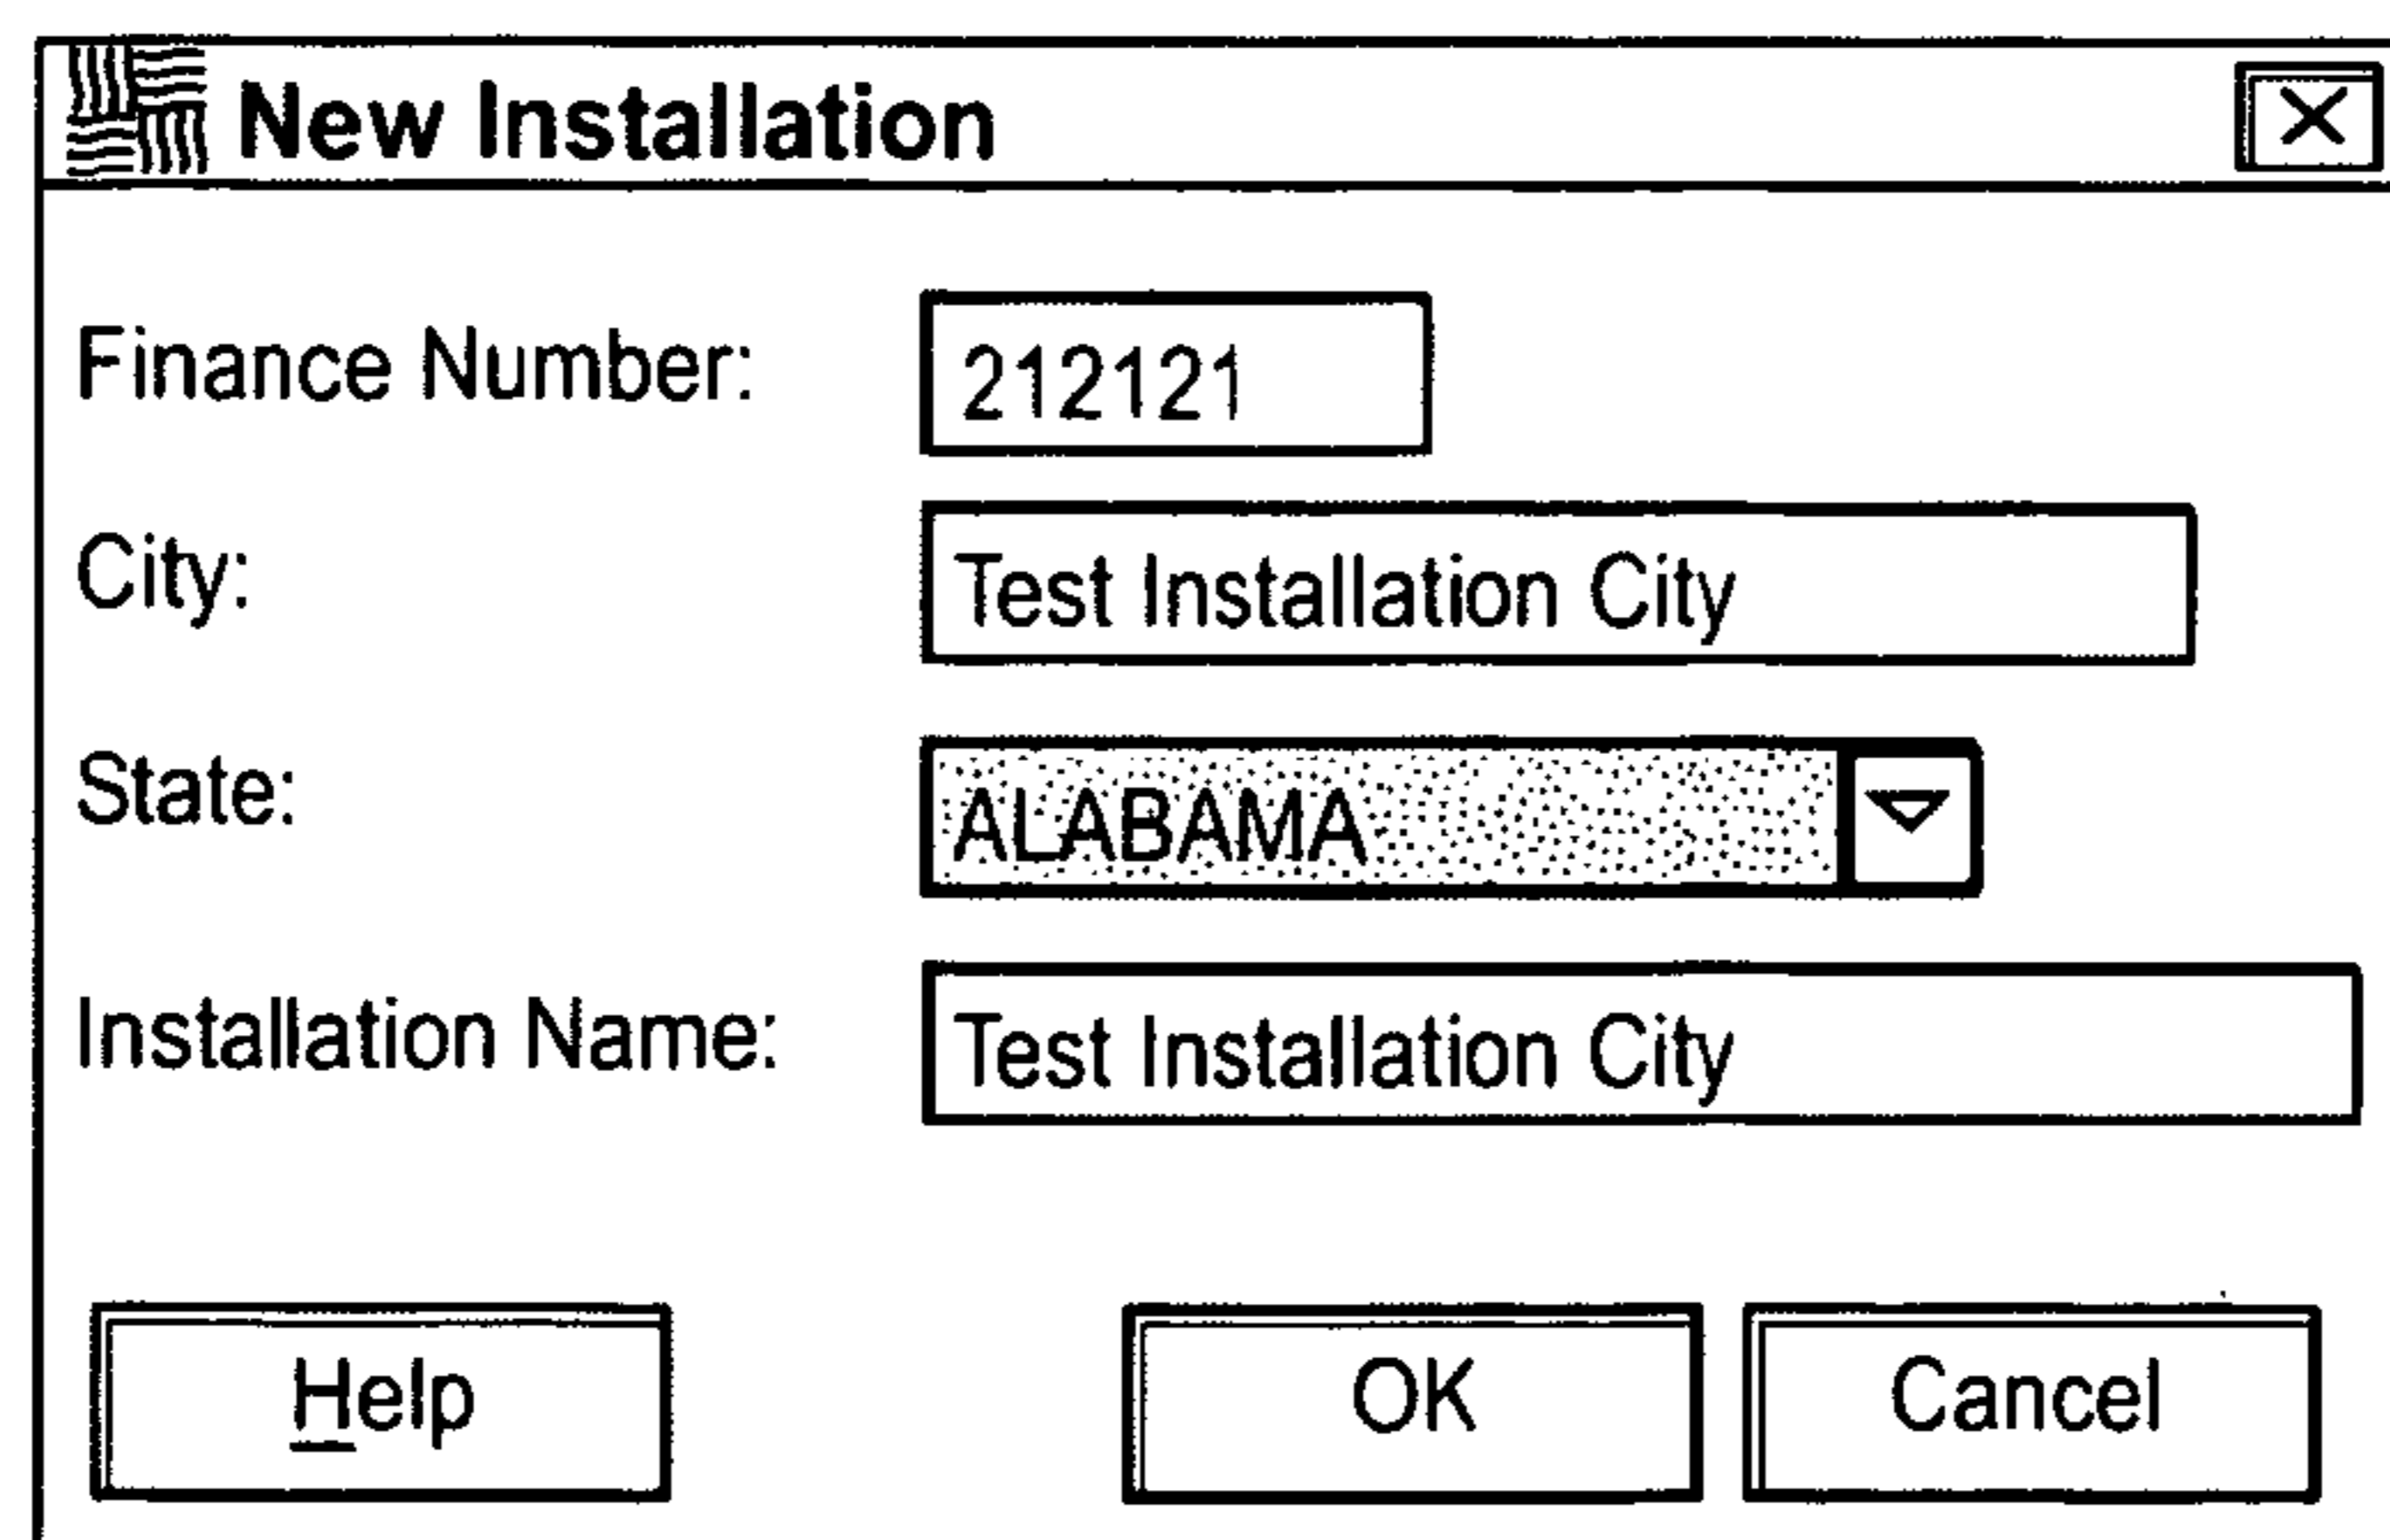 New Installation
Finance Number: 212121
City: Test Installation City
State: ALABAMA
Installation Name: Test Installation City
Help OK Cancel